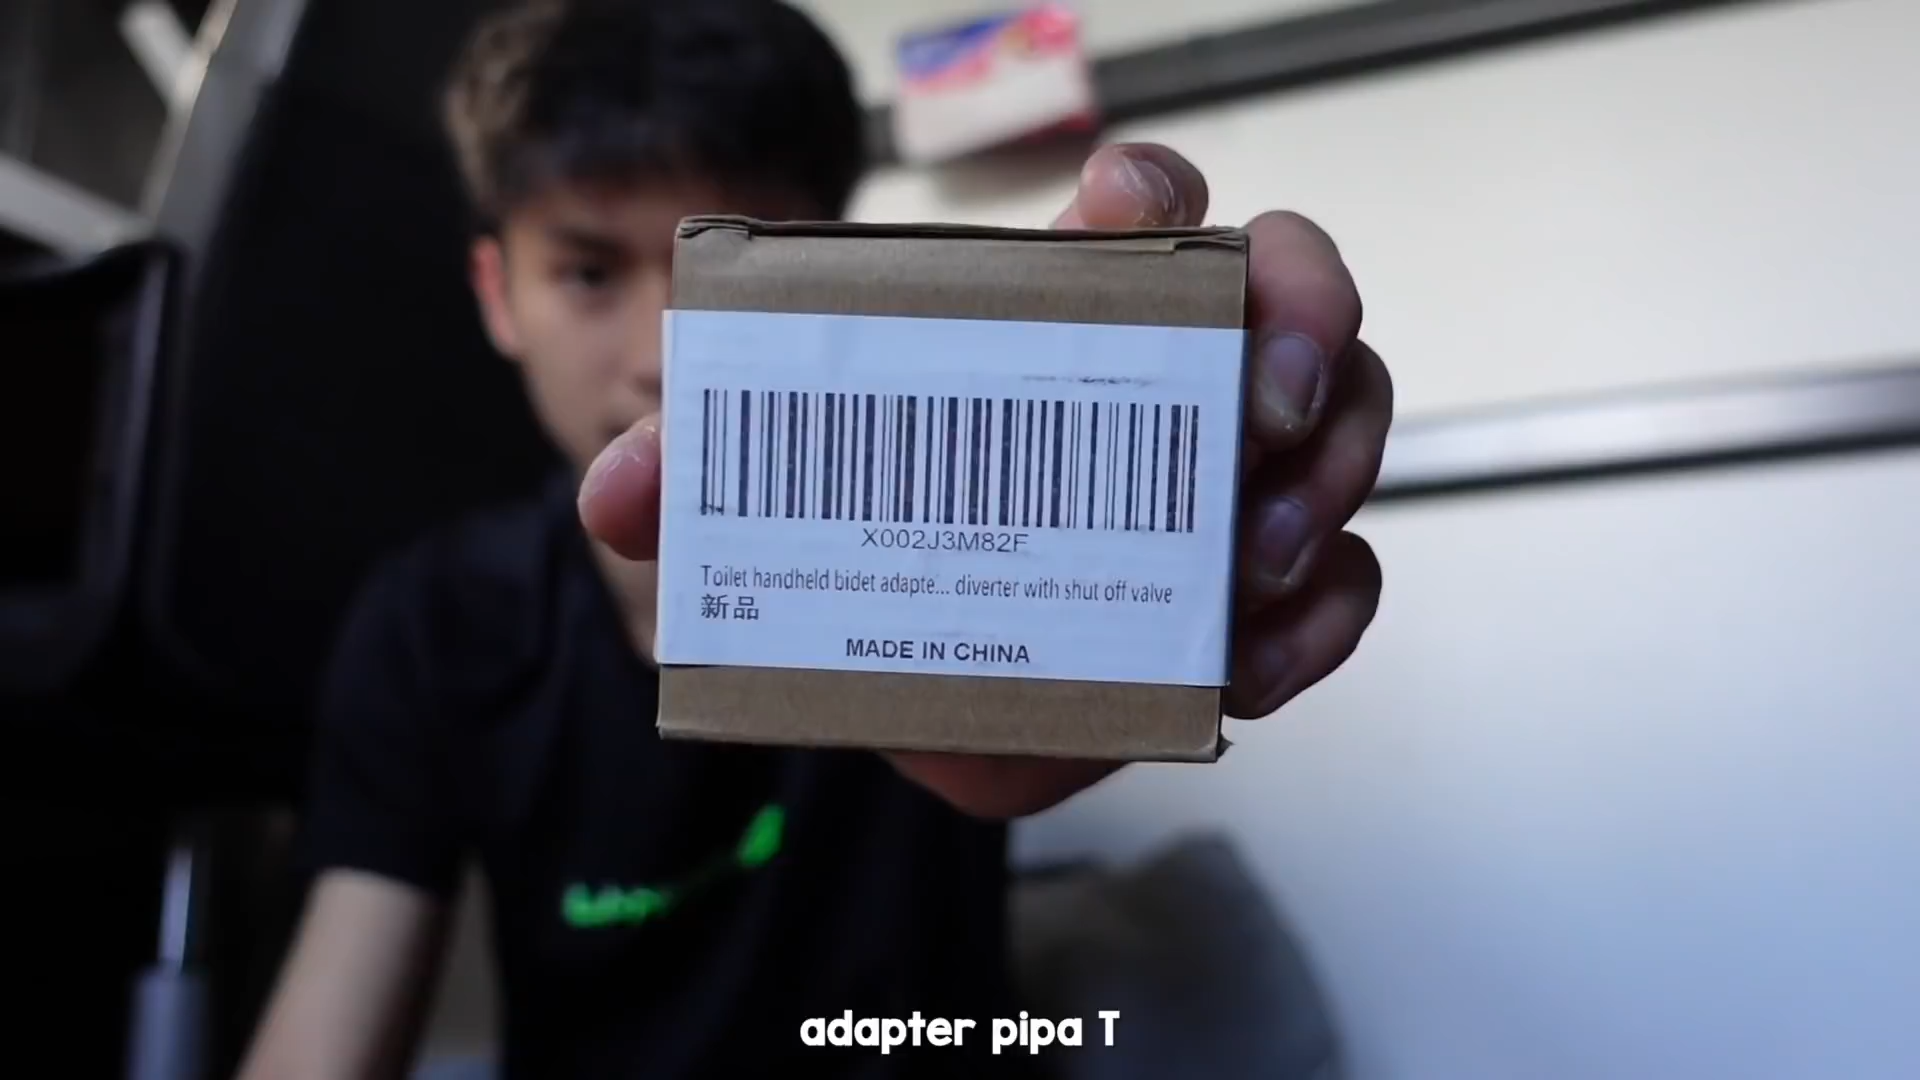 X002J3M82F
Toilet handheld bidet adapte... diverter with shut off valve
新品
MADE IN CHINA
adapter pipa T